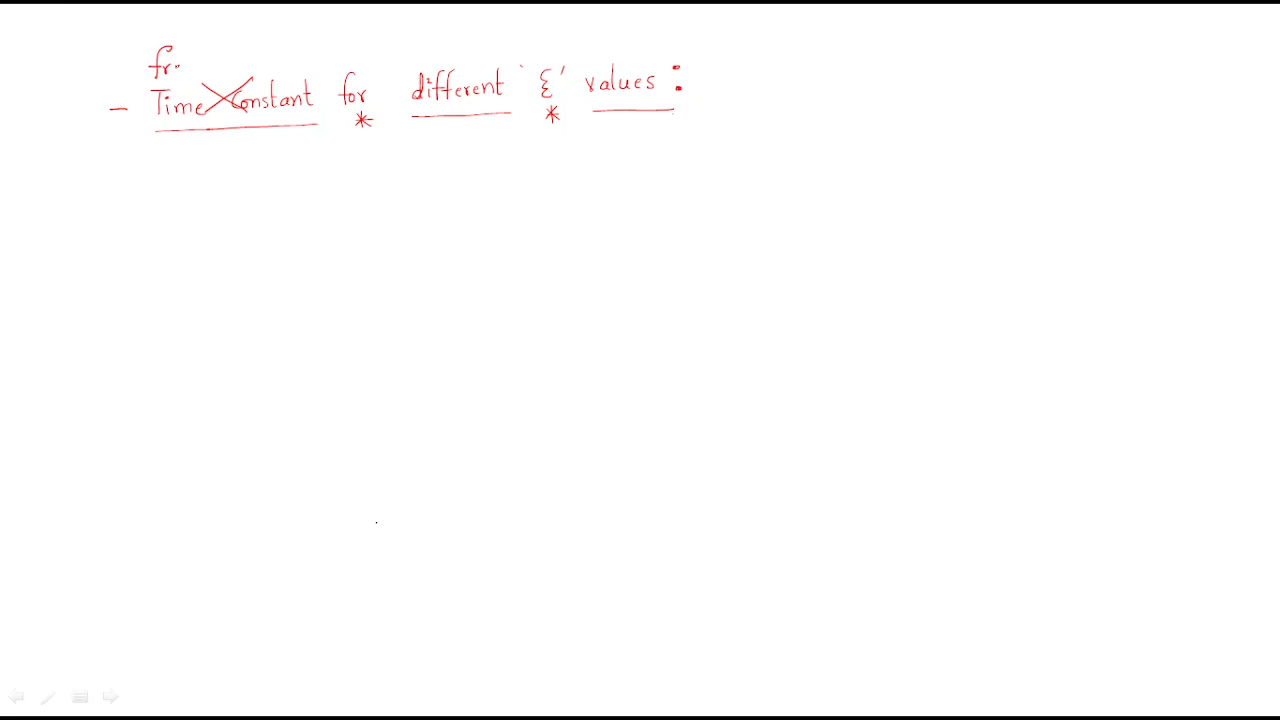 fr.
- Time Constant for different 'ξ' values :